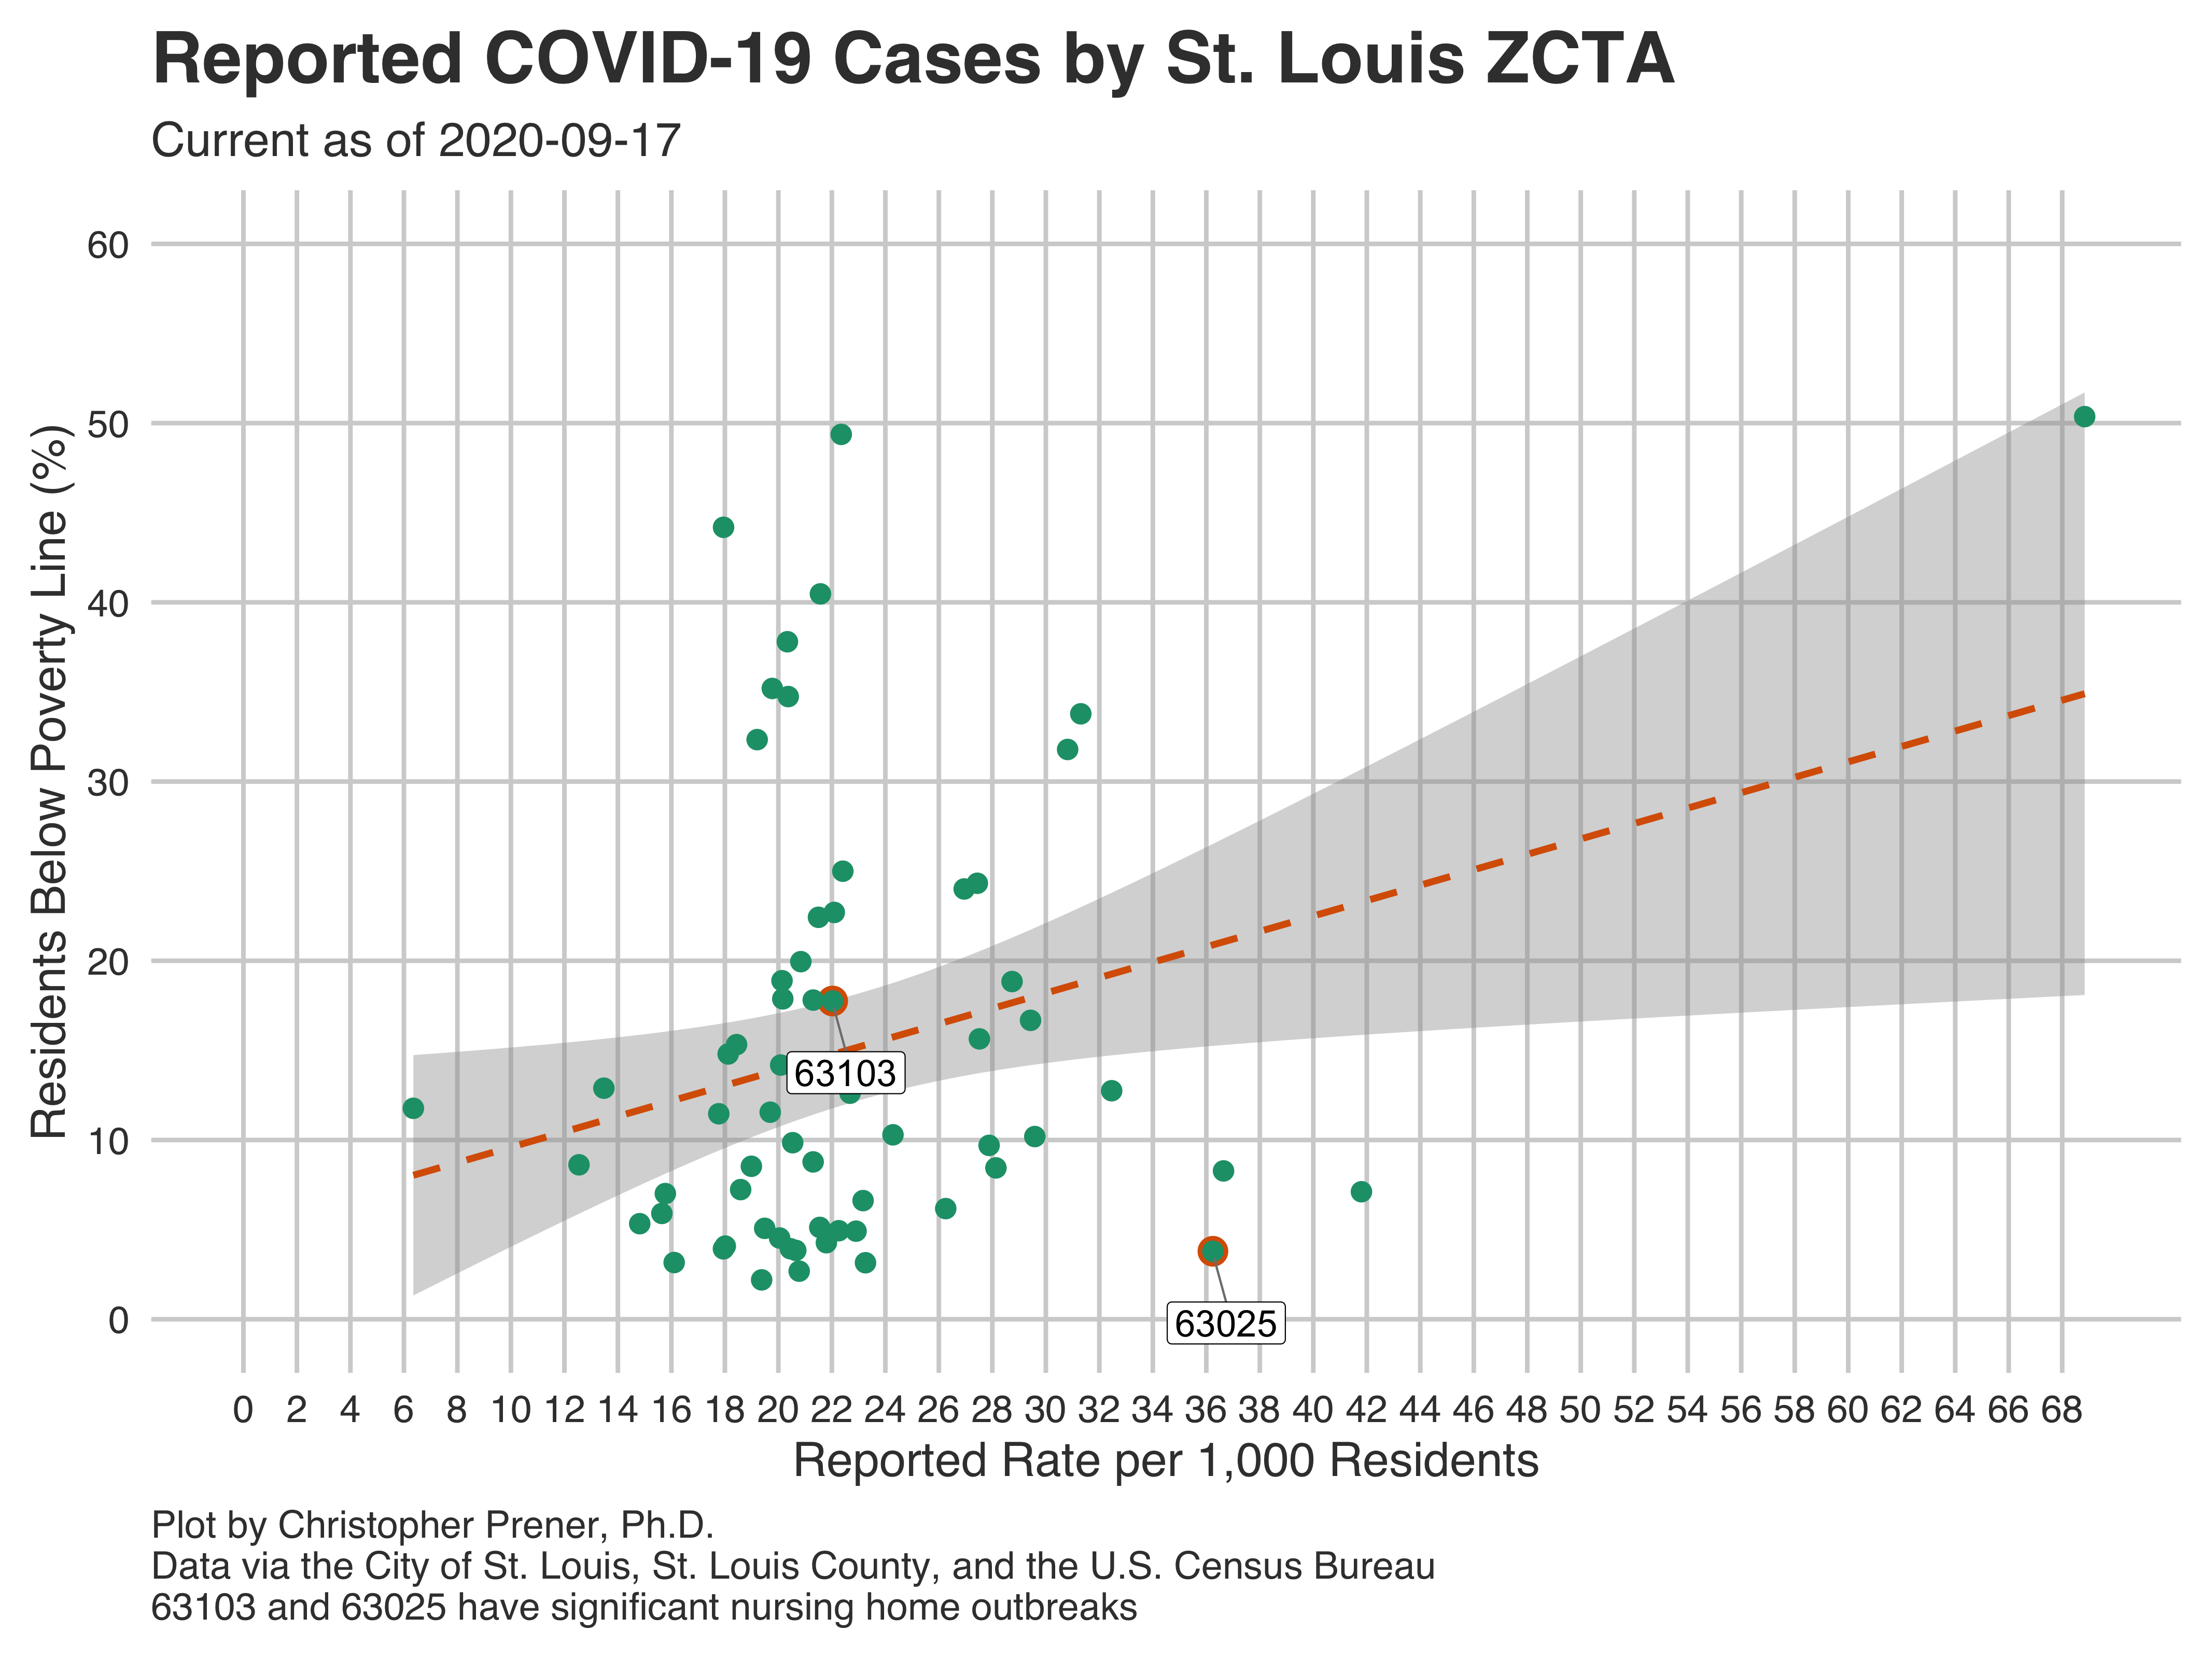 Reported COVID-19 Cases by St. Louis ZCTA
Current as of 2020-09-17
Residents Below Poverty Line (%)
60
50
40
30
20
10
0
63103
63025
0 2 4 6 8 10 12 14 16 18 20 22 24 26 28 30 32 34 36 38 40 42 44 46 48 50 52 54 56 58 60 62 64 66 68
Reported Rate per 1,000 Residents
Plot by Christopher Prener, Ph.D.
Data via the City of St. Louis, St. Louis County, and the U.S. Census Bureau
63103 and 63025 have significant nursing home outbreaks